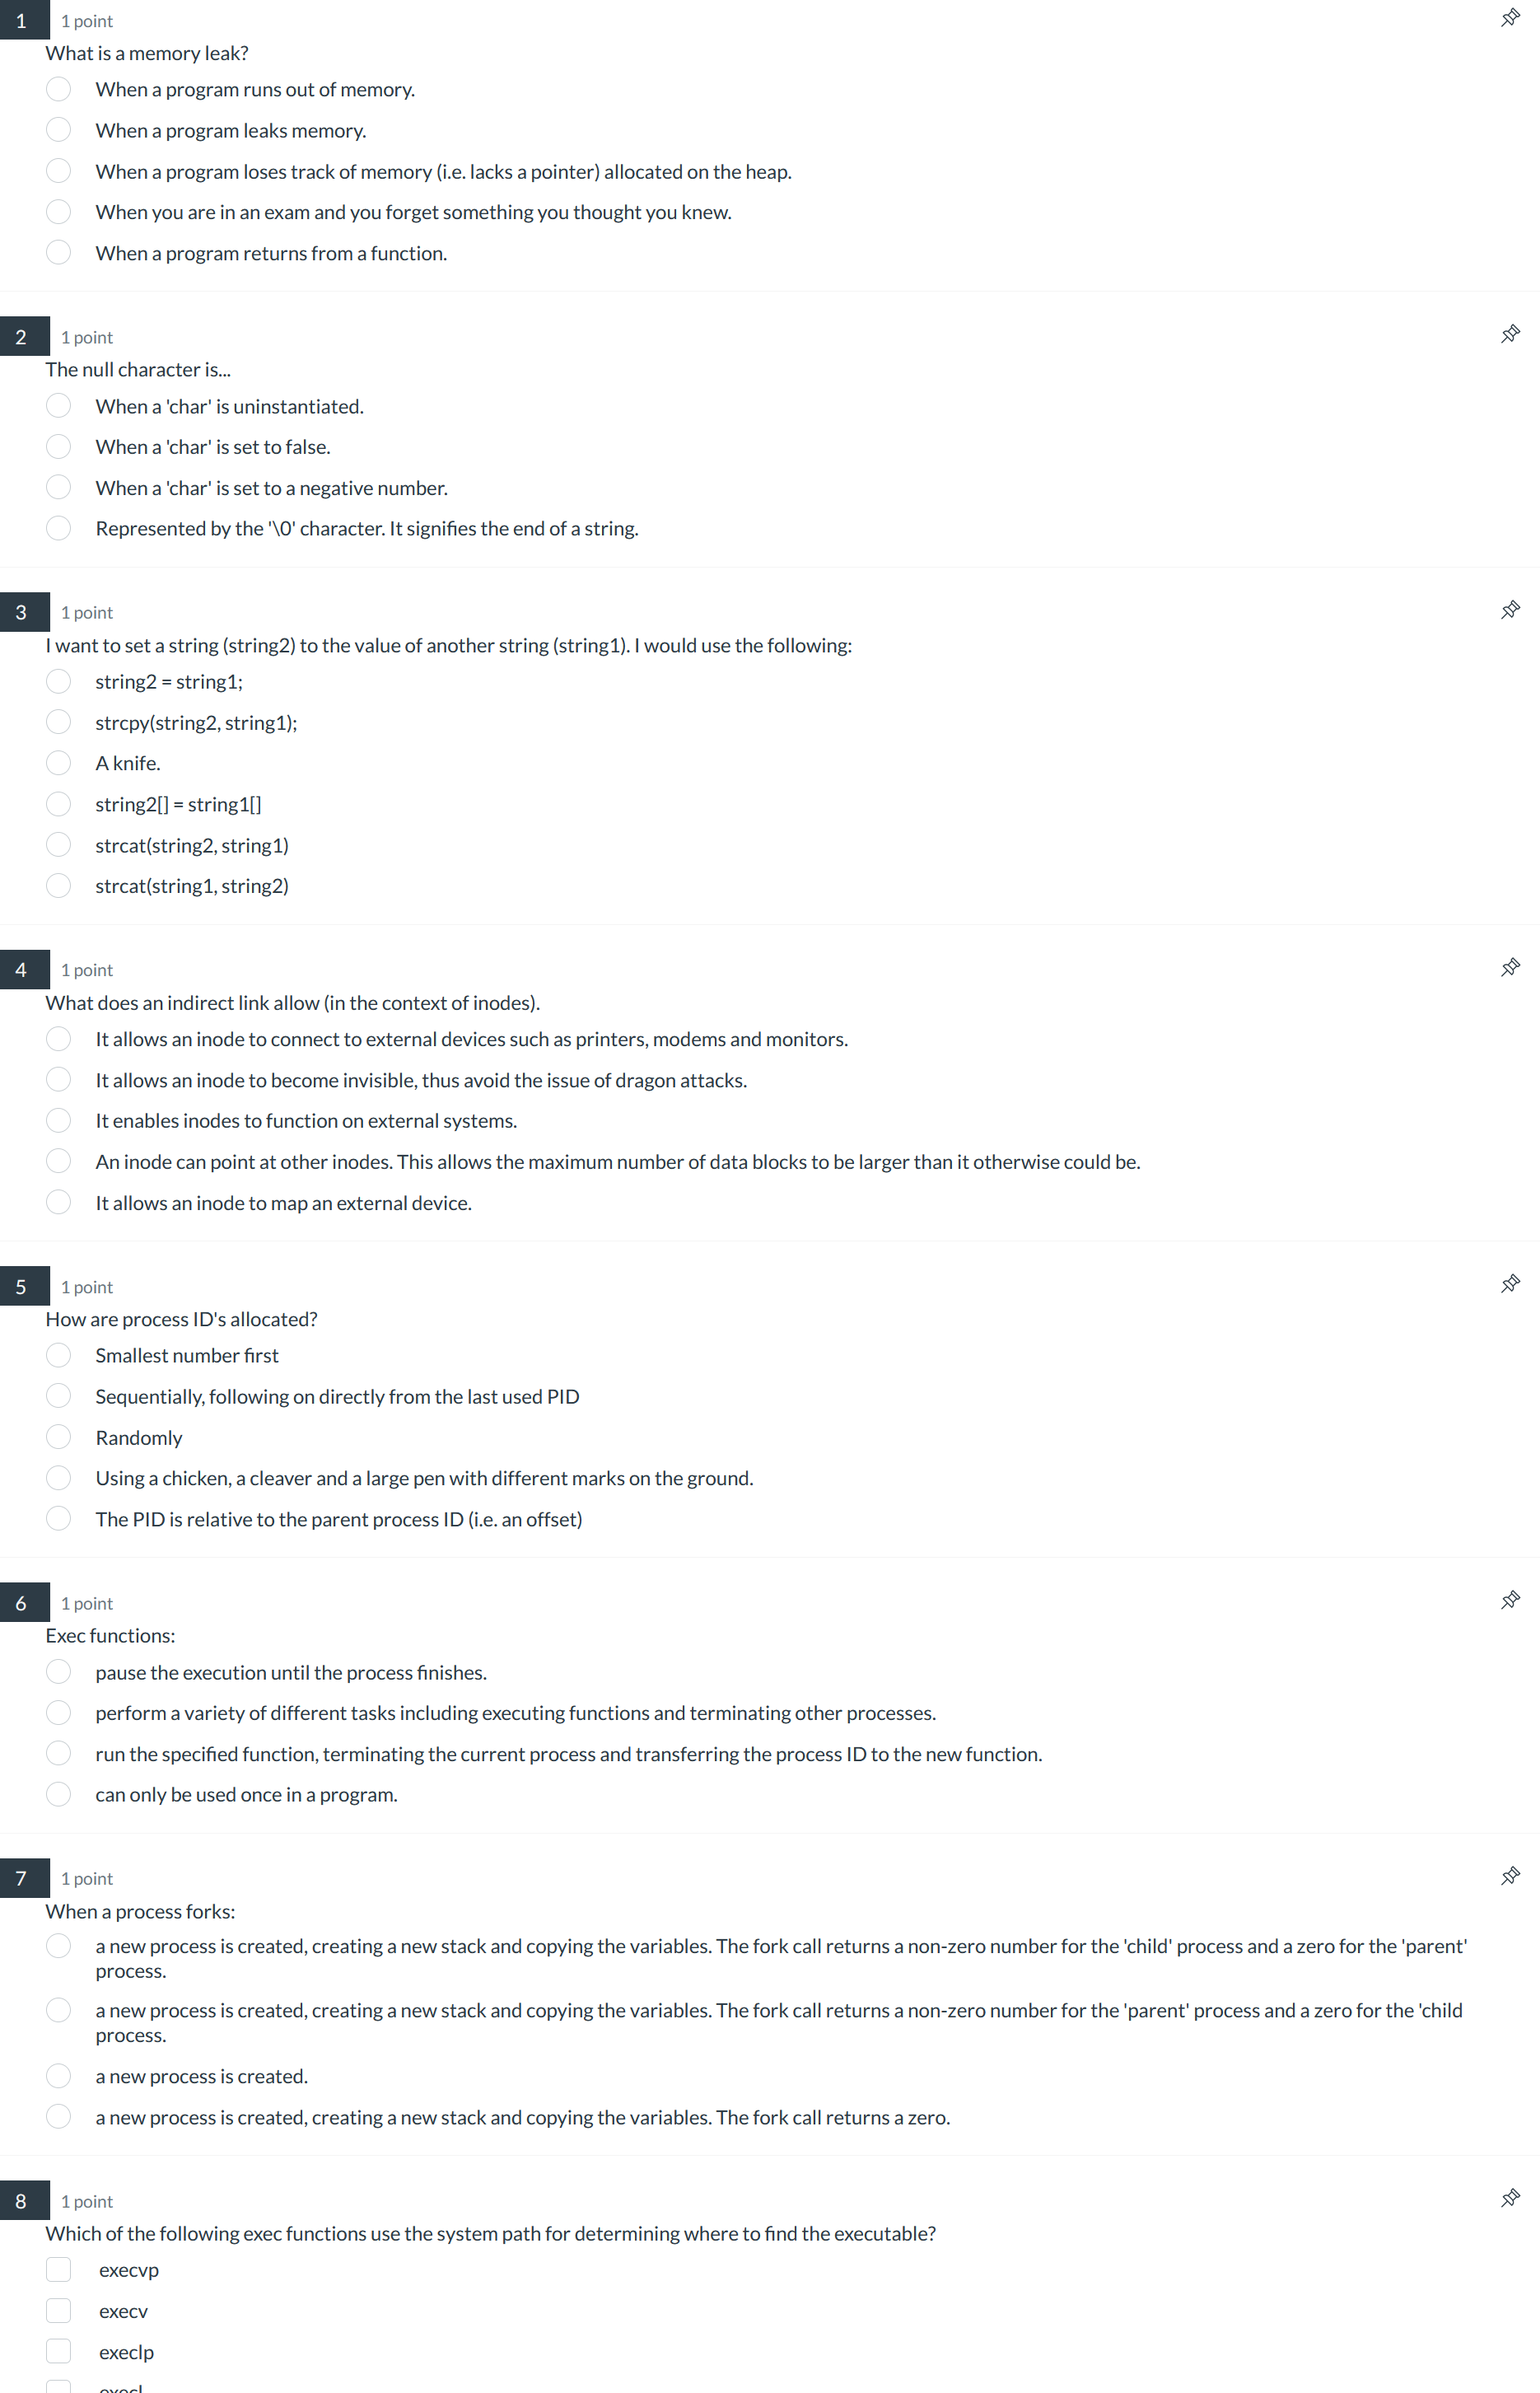 1 1 point
What is a memory leak?
When a program runs out of memory.
When a program leaks memory.
When a program loses track of memory (i.e. lacks a pointer) allocated on the heap.
When you are in an exam and you forget something you thought you knew.
When a program returns from a function.
2 1 point
The null character is...
When a 'char' is uninstantiated.
When a 'char' is set to false.
When a 'char' is set to a negative number.
Represented by the '\0' character. It signifies the end of a string.
3 1 point
I want to set a string (string2) to the value of another string (string1). I would use the following:
string2 = string1;
strcpy(string2, string1);
A knife.
string2[] = string1[]
strcat(string2, string1)
strcat(string1, string2)
4 1 point
What does an indirect link allow (in the context of inodes).
It allows an inode to connect to external devices such as printers, modems and monitors.
It allows an inode to become invisible, thus avoid the issue of dragon attacks.
It enables inodes to function on external systems.
An inode can point at other inodes. This allows the maximum number of data blocks to be larger than it otherwise could be.
It allows an inode to map an external device.
5 1 point
How are process ID's allocated?
Smallest number first
Sequentially, following on directly from the last used PID
Randomly
Using a chicken, a cleaver and a large pen with different marks on the ground.
The PID is relative to the parent process ID (i.e. an offset)
6 1 point
Exec functions:
pause the execution until the process finishes.
perform a variety of different tasks including executing functions and terminating other processes.
run the specified function, terminating the current process and transferring the process ID to the new function.
can only be used once in a program.
7 1 point
When a process forks:
a new process is created, creating a new stack and copying the variables. The fork call returns a non-zero number for the 'child' process and a zero for the 'parent'
process.
a new process is created, creating a new stack and copying the variables. The fork call returns a non-zero number for the 'parent' process and a zero for the 'child
process.
a new process is created.
a new process is created, creating a new stack and copying the variables. The fork call returns a zero.
8 1 point
Which of the following exec functions use the system path for determining where to find the executable?
execvp
execv
execlp